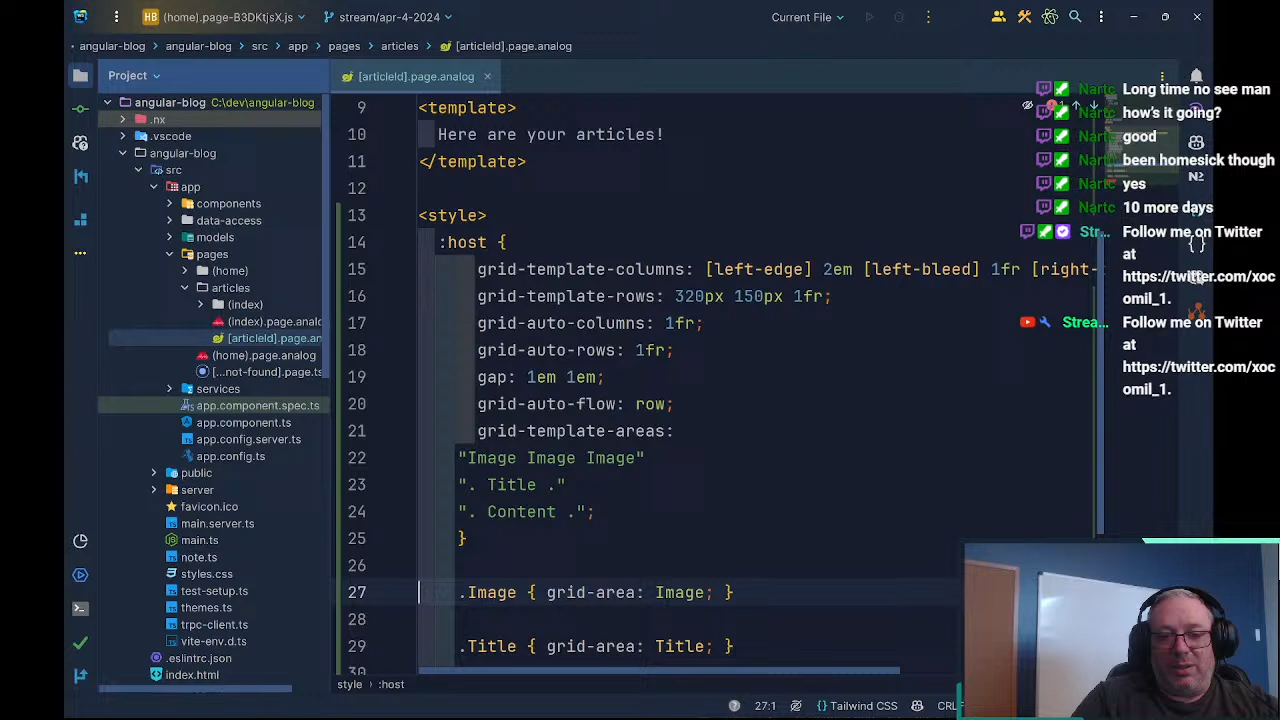 HB (home).page-B3DKtjsX.js
stream/apr-4-2024
Current File
angular-blog
angular-blog
src
app
pages
articles
[articleId].page.analog
Project
[articleId].page.analog
angular-blog C:\dev\angular-blog
.nx
.vscode
angular-blog
src
app
components
data-access
models
pages
(home)
articles
(index)
(index).page.analo
[articleId].page.an
(home).page.analog
[...not-found].page.ts
services
app.component.spec.ts
app.component.ts
app.config.server.ts
app.config.ts
public
server
favicon.ico
main.server.ts
main.ts
note.ts
styles.css
test-setup.ts
themes.ts
trpc-client.ts
vite-env.d.ts
.eslintrc.json
index.html
9 <template>
10 Here are your articles!
11 </template>
12
13 <style>
14 :host {
15 grid-template-columns: [left-edge] 2em [left-bleed] 1fr [right-
16 grid-template-rows: 320px 150px 1fr;
17 grid-auto-columns: 1fr;
18 grid-auto-rows: 1fr;
19 gap: 1em 1em;
20 grid-auto-flow: row;
21 grid-template-areas:
22 "Image Image Image"
23 ". Title ."
24 ". Content .";
25 }
26
27 .Image { grid-area: Image; }
28
29 .Title { grid-area: Title; }
30
style
:host
27:1
{} Tailwind CSS
CRL
Nartc Long time no see man
Nartc how's it going?
Nartc good
Nartc been homesick though
Nartc yes
Nartc 10 more days
Str... Follow me on Twitter
at
https://twitter.com/xoc
omil_1.
Strea... Follow me on Twitter
at
https://twitter.com/xoc
omil_1.